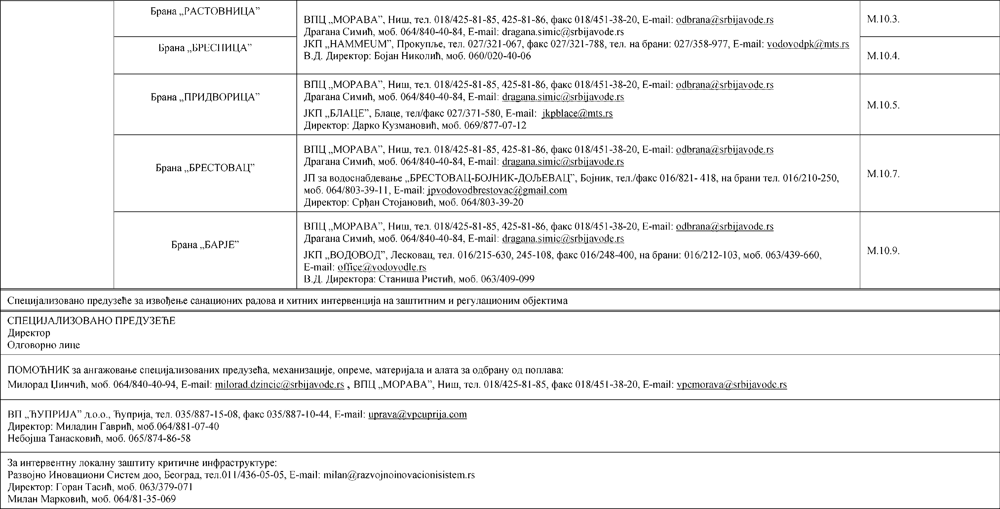 Брана „РАСТОВНИЦА”
ВПЦ „МОРАВА”, Ниш, тел. 018/425-81-85, 425-81-86, факс 018/451-38-20, E-mail: odbrana@srbijavode.rs
Драгана Симић, моб. 064/840-40-84, E-mail: dragana.simic@srbijavode.rs
ЈКП „HAMMEUM”, Прокупље, тел. 027/321-067, факс 027/321-788, тел. на брани: 027/358-977, E-mail: vodovodpk@mts.rs
В.Д. Директор: Бојан Николић, моб. 060/020-40-06
М.10.3.
Брана „БРЕСНИЦА”
М.10.4.
Брана „ПРИДВОРИЦА”
ВПЦ „МОРАВА”, Ниш, тел. 018/425-81-85, 425-81-86, факс 018/451-38-20, E-mail: odbrana@srbijavode.rs
Драгана Симић, моб. 064/840-40-84, E-mail: dragana.simic@srbijavode.rs
ЈКП „БЛАЦЕ”, Блаце, тел/факс 027/371-580, E-mail: jkpblace@mts.rs
Директор: Дарко Кузмановић, моб. 069/877-07-12
М.10.5.
Брана „БРЕСТОВАЦ”
ВПЦ „МОРАВА”, Ниш, тел. 018/425-81-85, 425-81-86, факс 018/451-38-20, E-mail: odbrana@srbijavode.rs
Драгана Симић, моб. 064/840-40-84, E-mail: dragana.simic@srbijavode.rs
ЈП за водоснабдевање „БРЕСТОВАЦ-БОЈНИК-ДОЉЕВАЦ”, Бојник, тел./факс 016/821- 418, на брани тел. 016/210-250,
моб. 064/803-39-11, E-mail: jpvodovodbrestovac@gmail.com
Директор: Срђан Стојановић, моб. 064/803-39-20
М.10.7.
Брана „БАРЈЕ”
ВПЦ „МОРАВА”, Ниш, тел. 018/425-81-85, 425-81-86, факс 018/451-38-20, E-mail: odbrana@srbijavode.rs
Драгана Симић, моб. 064/840-40-84, E-mail: dragana.simic@srbijavode.rs
ЈКП „ВОДОВОД”, Лесковац, тел. 016/215-630, 245-108, факс 016/248-400, на брани: 016/212-103, моб. 063/439-660,
E-mail: office@vodovodle.rs
В.Д. Директора: Станиша Ристић, моб. 063/409-099
М.10.9.
Специјализовано предузеће за извођење санационих радова и хитних интервенција на заштитним и регулационим објектима
СПЕЦИЈАЛИЗОВАНО ПРЕДУЗЕЋЕ
Директор
Одговорно лице
ПОМОЋНИК за ангажовање специјализованих предузећа, механизације, опреме, материјала и алата за одбрану од поплава:
Милорад Џинчић, моб. 064/840-40-94, E-mail: milorad.dzincic@srbijavode.rs , ВПЦ „МОРАВА”, Ниш, тел. 018/425-81-85, факс 018/451-38-20, E-mail: vpcmorava@srbijavode.rs
ВП „ЋУПРИЈА” д.о.о., Ћуприја, тел. 035/887-15-08, факс 035/887-10-44, E-mail: uprava@vpcuprija.com
Директор: Миладин Гаврић, моб.064/881-07-40
Небојша Танасковић, моб. 065/874-86-58
За интервентну локалну заштиту критичне инфраструктуре:
Развојно Иновациони Систем доо, Београд, тел.011/436-05-05, E-mail: milan@razvojnoinovacionisistem.rs
Директор: Горан Тасић, моб. 063/379-071
Милан Марковић, моб. 064/81-35-069